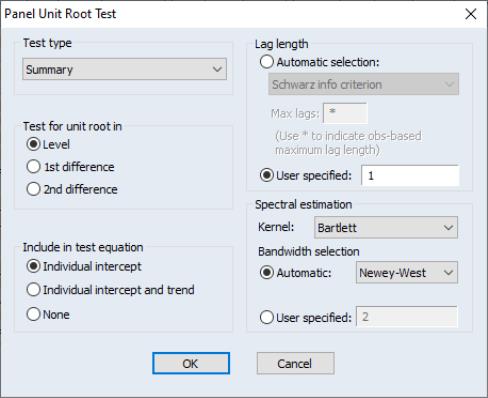 Panel Unit Root Test
Test type
Summary
Test for unit root in
Level
1st difference
2nd difference
Include in test equation
Individual intercept
Individual intercept and trend
None
Lag length
Automatic selection:
Schwarz info criterion
Max lags: *
(Use * to indicate obs-based
maximum lag length)
User specified: 1
Spectral estimation
Kernel: Bartlett
Bandwidth selection
Automatic: Newey-West
User specified: 2
OK Cancel